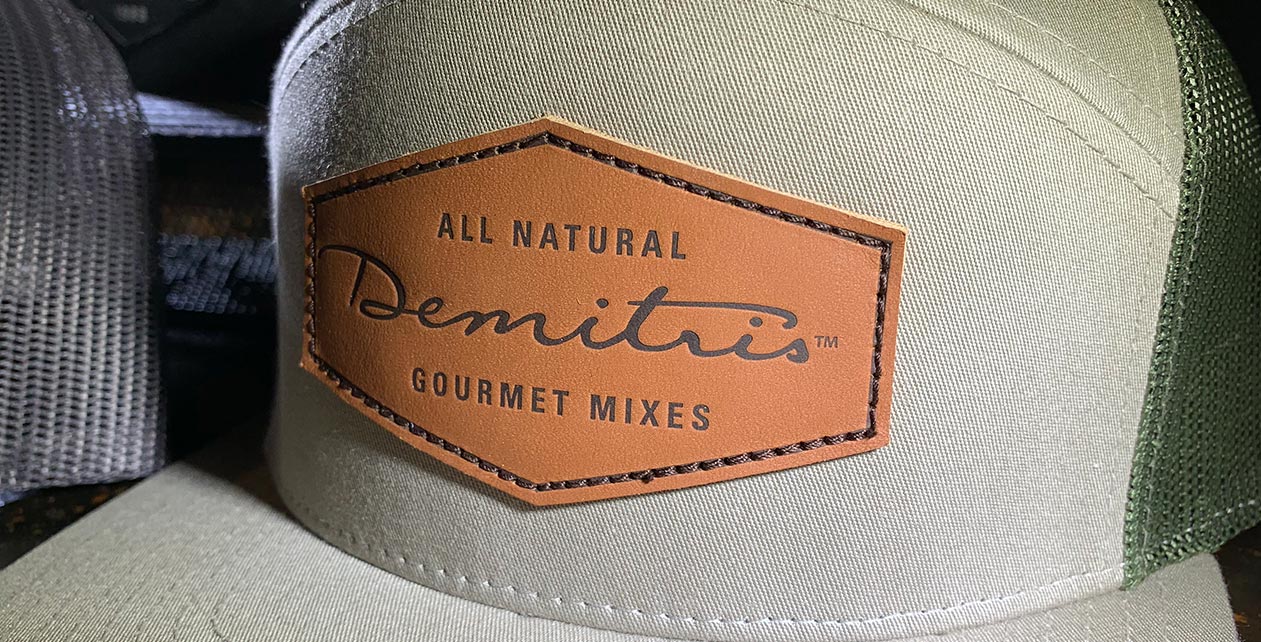 ALL NATURAL
Demitris™
GOURMET MIXES